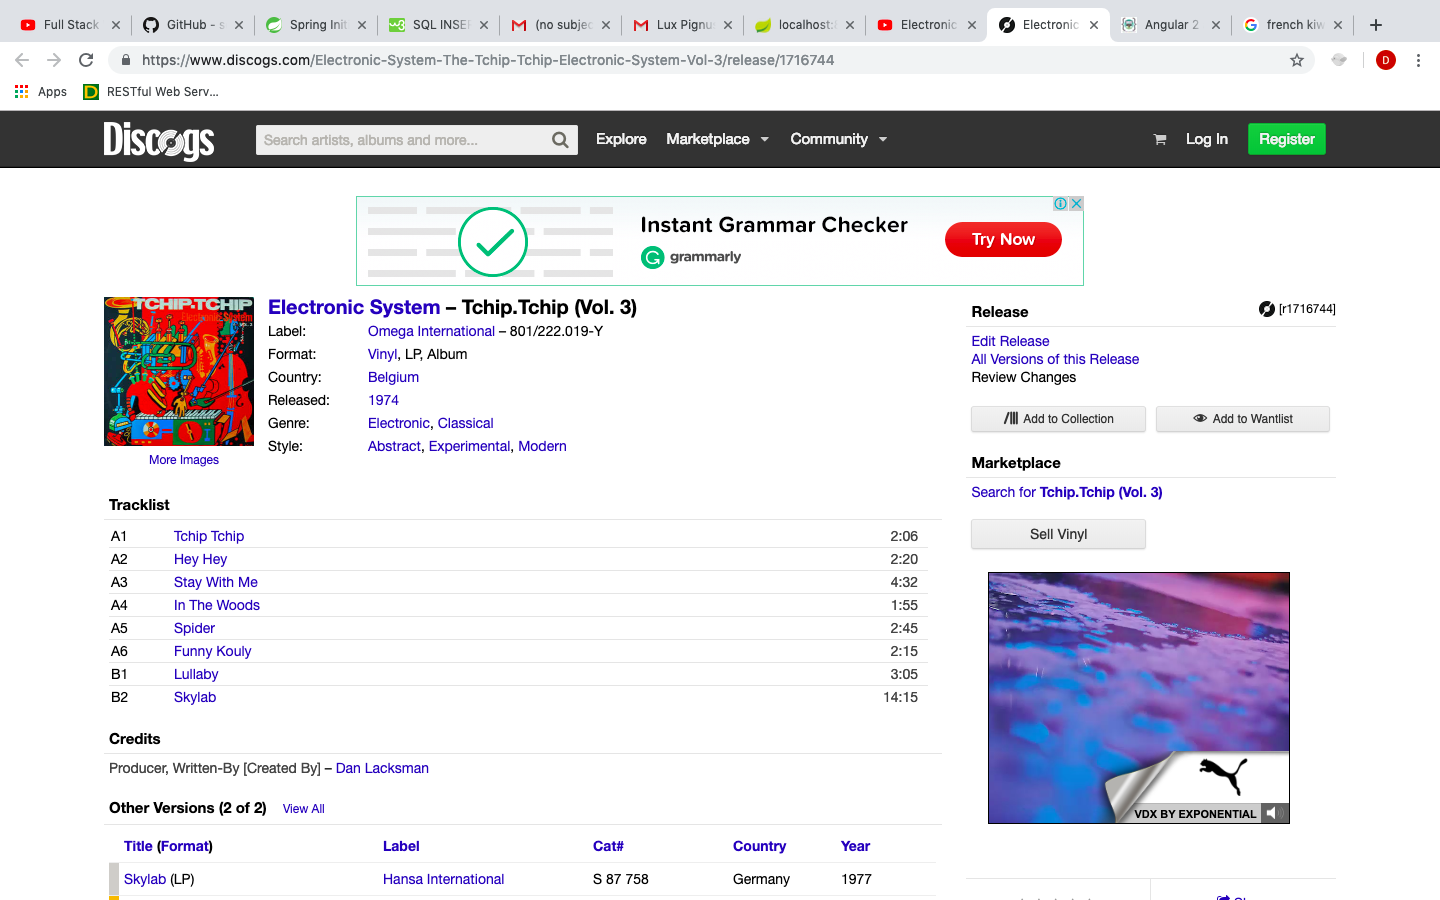 Full Stack
GitHub - s
Spring Init
SQL INSER
(no subjec
Lux Pignus
localhost:8
Electronic
Electronic
Angular 2
french kiw
https://www.discogs.com/Electronic-System-The-Tchip-Tchip-Electronic-System-Vol-3/release/1716744
D
Apps
RESTful Web Serv...
Discogs
Search artists, albums and more...
Explore
Marketplace
Community
Log In
Register
Instant Grammar Checker
grammarly
Try Now
TCHIP.TCHIP
Electronic System
VOL. 3
More Images
Electronic System – Tchip.Tchip (Vol. 3)
Label: Omega International – 801/222.019-Y
Format: Vinyl, LP, Album
Country: Belgium
Released: 1974
Genre: Electronic, Classical
Style: Abstract, Experimental, Modern
Tracklist
A1 Tchip Tchip 2:06
A2 Hey Hey 2:20
A3 Stay With Me 4:32
A4 In The Woods 1:55
A5 Spider 2:45
A6 Funny Kouly 2:15
B1 Lullaby 3:05
B2 Skylab 14:15
Credits
Producer, Written-By [Created By] – Dan Lacksman
Other Versions (2 of 2) View All
Title (Format) Label Cat# Country Year
Skylab (LP) Hansa International S 87 758 Germany 1977
Release [r1716744]
Edit Release
All Versions of this Release
Review Changes
Add to Collection
Add to Wantlist
Marketplace
Search for Tchip.Tchip (Vol. 3)
Sell Vinyl
VDX BY EXPONENTIAL